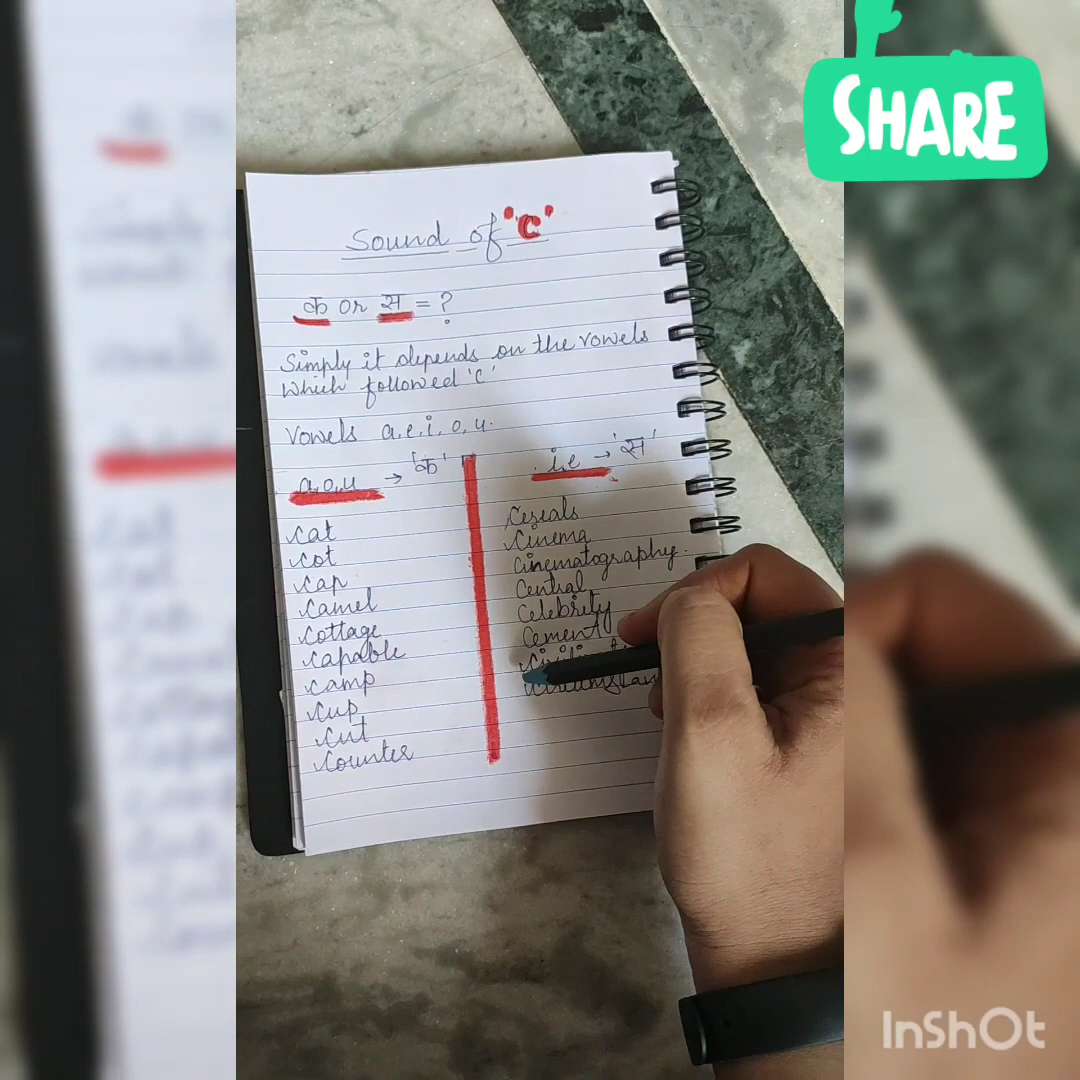 SHARE
Sound of "C"
क or स = ?
Simply it depends on the vowels
which followed 'c'
Vowels a, e, i, o, u.
a, o, u → 'क'
i, e → 'स'
Cat
Cot
Cap
Camel
Cottage
Capable
Camp
Cup
Cut
Counter
Cereals
Cinema
Cinematography.
Central
Celebrity
Cement
InShOt